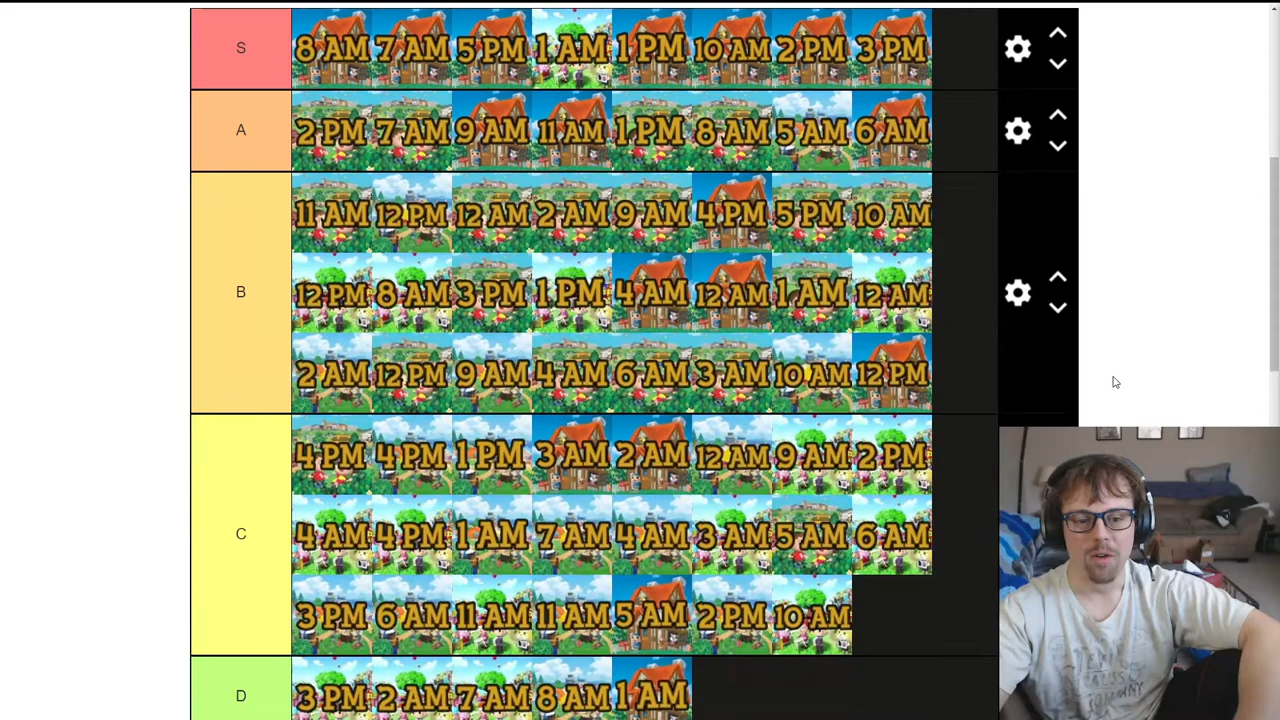 S
8 AM 7 AM 5 PM 1 AM 1 PM 10 AM 2 PM 3 PM
A
2 PM 7 AM 9 AM 11 AM 1 PM 8 AM 5 AM 6 AM
B
11 AM 12 PM 12 AM 2 AM 9 AM 4 PM 5 PM 10 AM
12 PM 8 AM 3 PM 1 PM 4 AM 12 AM 1 AM 12 AM
2 AM 12 PM 9 AM 4 AM 6 AM 3 AM 10 AM 12 PM
C
4 PM 4 PM 1 PM 3 AM 2 AM 12 AM 9 AM 2 PM
4 AM 4 PM 1 AM 7 AM 4 AM 3 AM 5 AM 6 AM
3 PM 6 AM 11 AM 11 AM 5 AM 2 PM 10 AM
D
3 PM 2 AM 7 AM 8 AM 1 AM